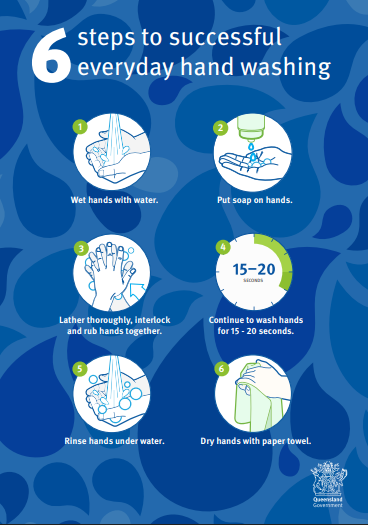 6 steps to successful
everyday hand washing
1
Wet hands with water.
2
Put soap on hands.
3
Lather thoroughly, interlock
and rub hands together.
4
15–20
SECONDS
Continue to wash hands
for 15 - 20 seconds.
5
Rinse hands under water.
6
Dry hands with paper towel.
Queensland
Government